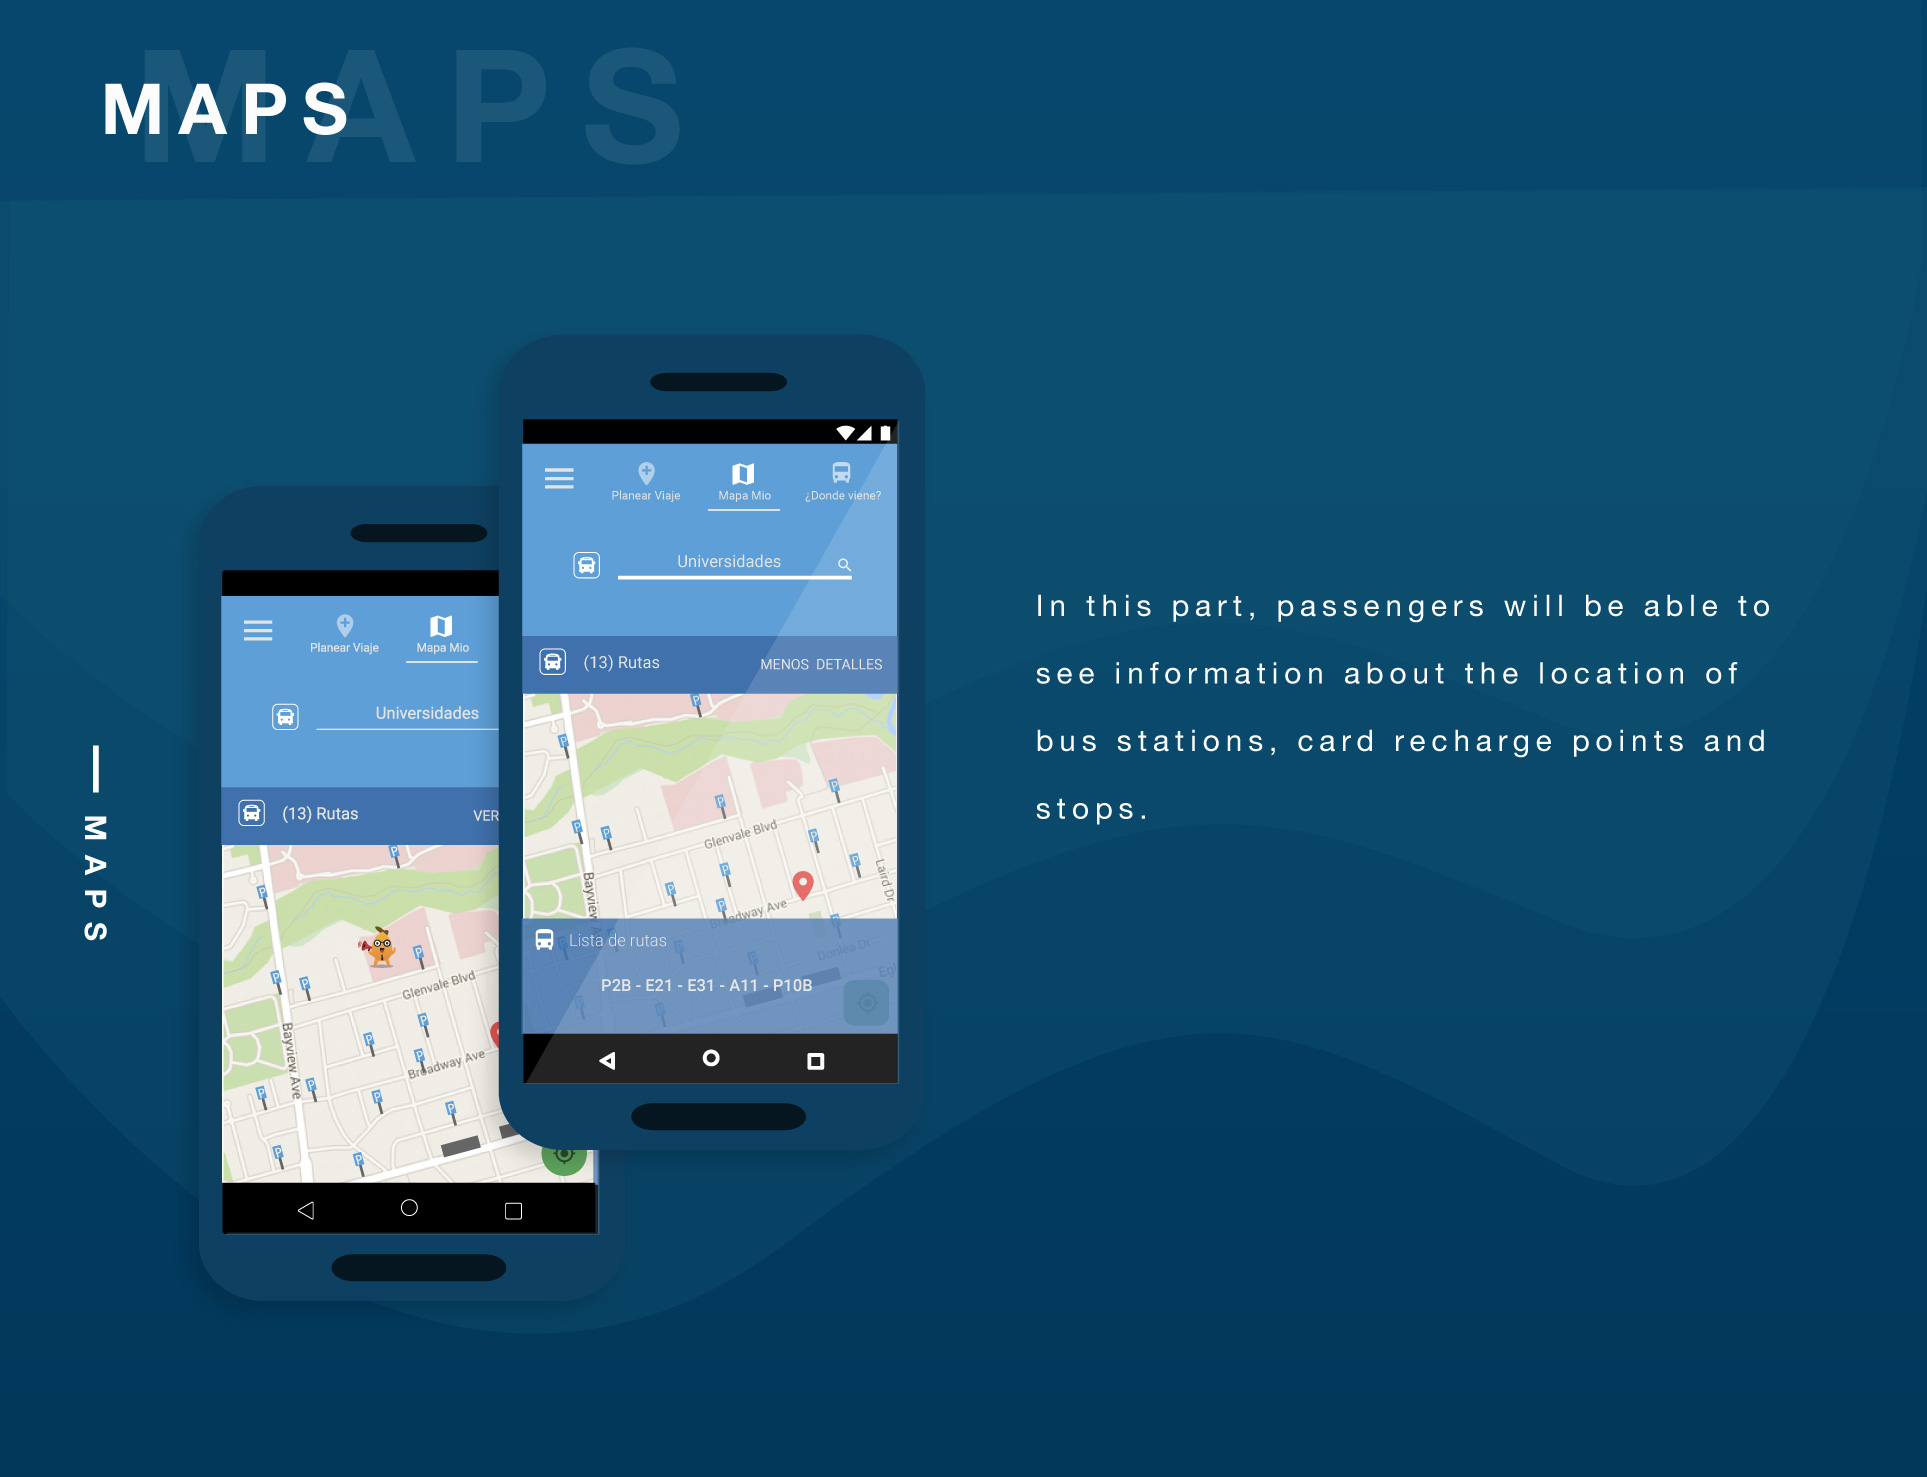 MAPS
MAPS
MAPS
Planear Viaje
Mapa Mio
¿Donde viene?
Universidades
(13) Rutas
MENOS DETALLES
Glenvale Blvd
Laird Dr
Bayview A
Broadway Ave
Donlea Dr
Egl
Lista de rutas
P2B - E21 - E31 - A11 - P10B
Planear Viaje
Mapa Mio
Universidades
(13) Rutas
VER
Glenvale Blvd
Bayview Ave
Broadway Ave
In this part, passengers will be able to
see information about the location of
bus stations, card recharge points and
stops.